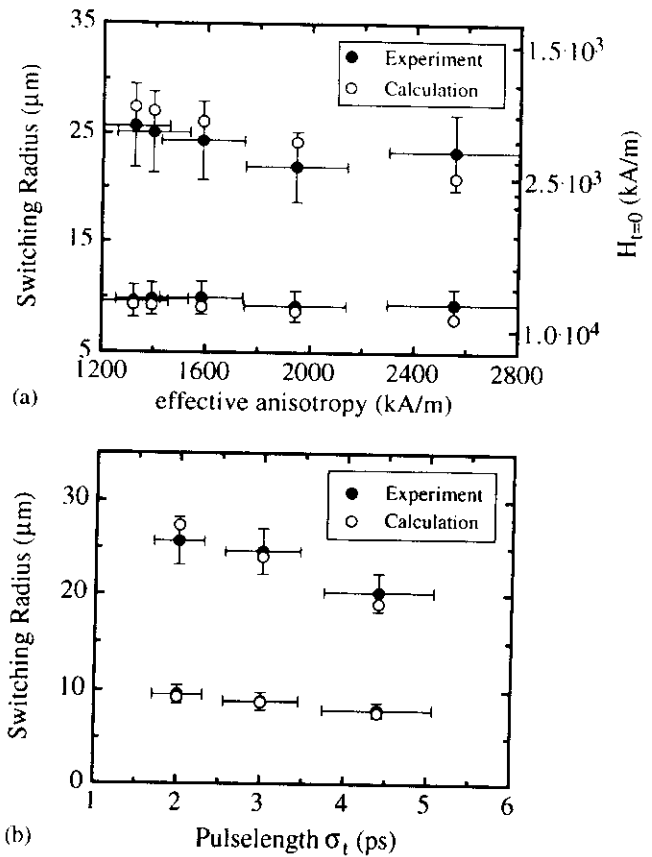 35
25
15
5
Switching Radius (μm)
Experiment
Calculation
1.5·10³
2.5·10³
1.0·10⁴
H t=0 (kA/m)
1200 1600 2000 2400 2800
(a) effective anisotropy (kA/m)
30
20
10
0
Switching Radius (μm)
Experiment
Calculation
1 2 3 4 5 6
(b) Pulselength σt (ps)